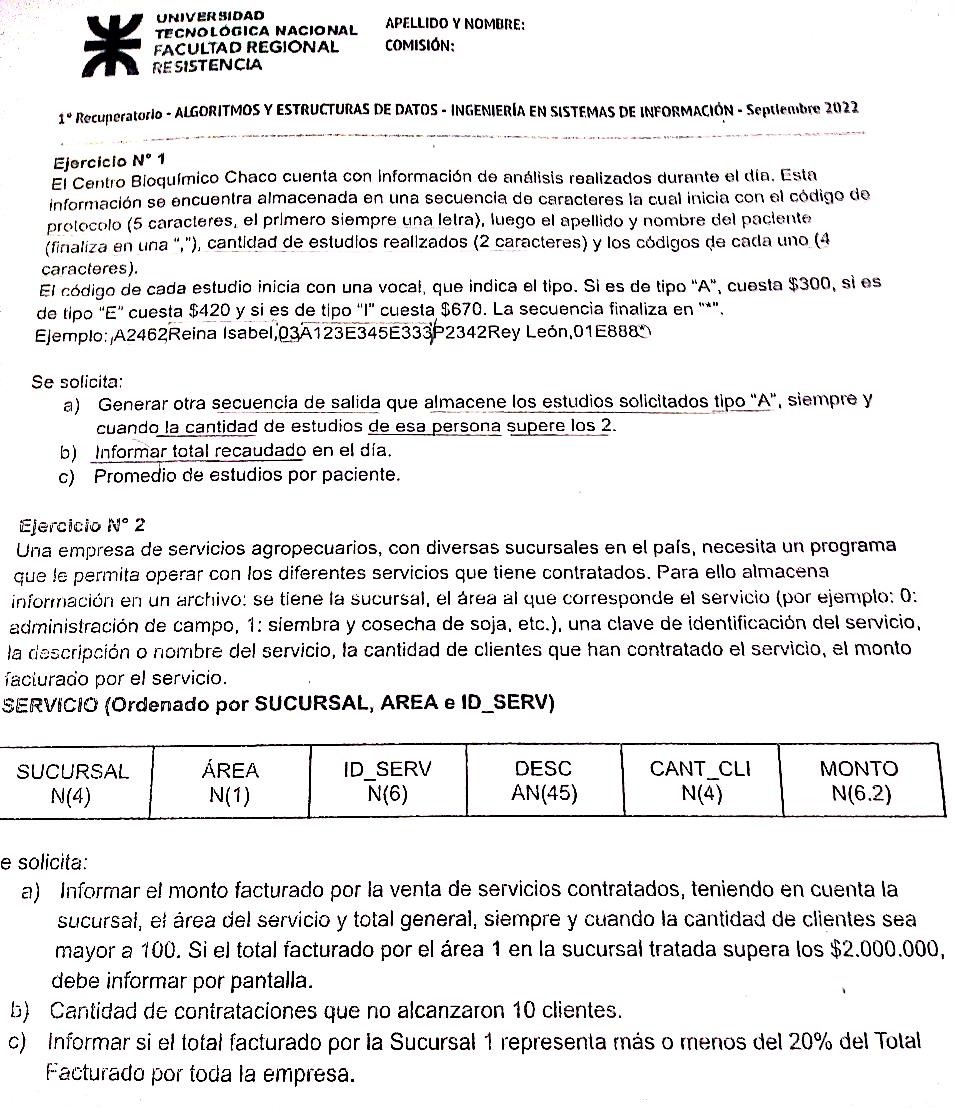 UNIVERSIDAD
TECNOLÓGICA NACIONAL
FACULTAD REGIONAL
RESISTENCIA
APELLIDO Y NOMBRE:
COMISIÓN:
1° Recuperatorio - ALGORITMOS Y ESTRUCTURAS DE DATOS - INGENIERÍA EN SISTEMAS DE INFORMACIÓN - Septiembre 2022
Ejercicio N° 1
El Centro Bioquímico Chaco cuenta con información de análisis realizados durante el día. Esta
información se encuentra almacenada en una secuencia de caracteres la cual inicia con el código de
protocolo (5 caracteres, el primero siempre una letra), luego el apellido y nombre del paciente
(finaliza en una ","), cantidad de estudios realizados (2 caracteres) y los códigos de cada uno (4
caracteres).
El código de cada estudio inicia con una vocal, que indica el tipo. Si es de tipo "A", cuesta $300, si es
de tipo "E" cuesta $420 y si es de tipo "I" cuesta $670. La secuencia finaliza en "*".
Ejemplo: A2462Reina Isabel,03A123E345E333P2342Rey León,01E888*
Se solicita:
a) Generar otra secuencia de salida que almacene los estudios solicitados tipo "A", siempre y
cuando la cantidad de estudios de esa persona supere los 2.
b) Informar total recaudado en el día.
c) Promedio de estudios por paciente.
Ejercicio N° 2
Una empresa de servicios agropecuarios, con diversas sucursales en el país, necesita un programa
que le permita operar con los diferentes servicios que tiene contratados. Para ello almacena
información en un archivo: se tiene la sucursal, el área al que corresponde el servicio (por ejemplo: 0:
administración de campo, 1: siembra y cosecha de soja, etc.), una clave de identificación del servicio,
la descripción o nombre del servicio, la cantidad de clientes que han contratado el servicio, el monto
facturado por el servicio.
SERVICIO (Ordenado por SUCURSAL, AREA e ID_SERV)
SUCURSAL ÁREA ID_SERV DESC CANT_CLI MONTO
N(4) N(1) N(6) AN(45) N(4) N(6.2)
e solicita:
a) Informar el monto facturado por la venta de servicios contratados, teniendo en cuenta la
sucursal, el área del servicio y total general, siempre y cuando la cantidad de clientes sea
mayor a 100. Si el total facturado por el área 1 en la sucursal tratada supera los $2.000.000,
debe informar por pantalla.
b) Cantidad de contrataciones que no alcanzaron 10 clientes.
c) Informar si el total facturado por la Sucursal 1 representa más o menos del 20% del Total
Facturado por toda la empresa.